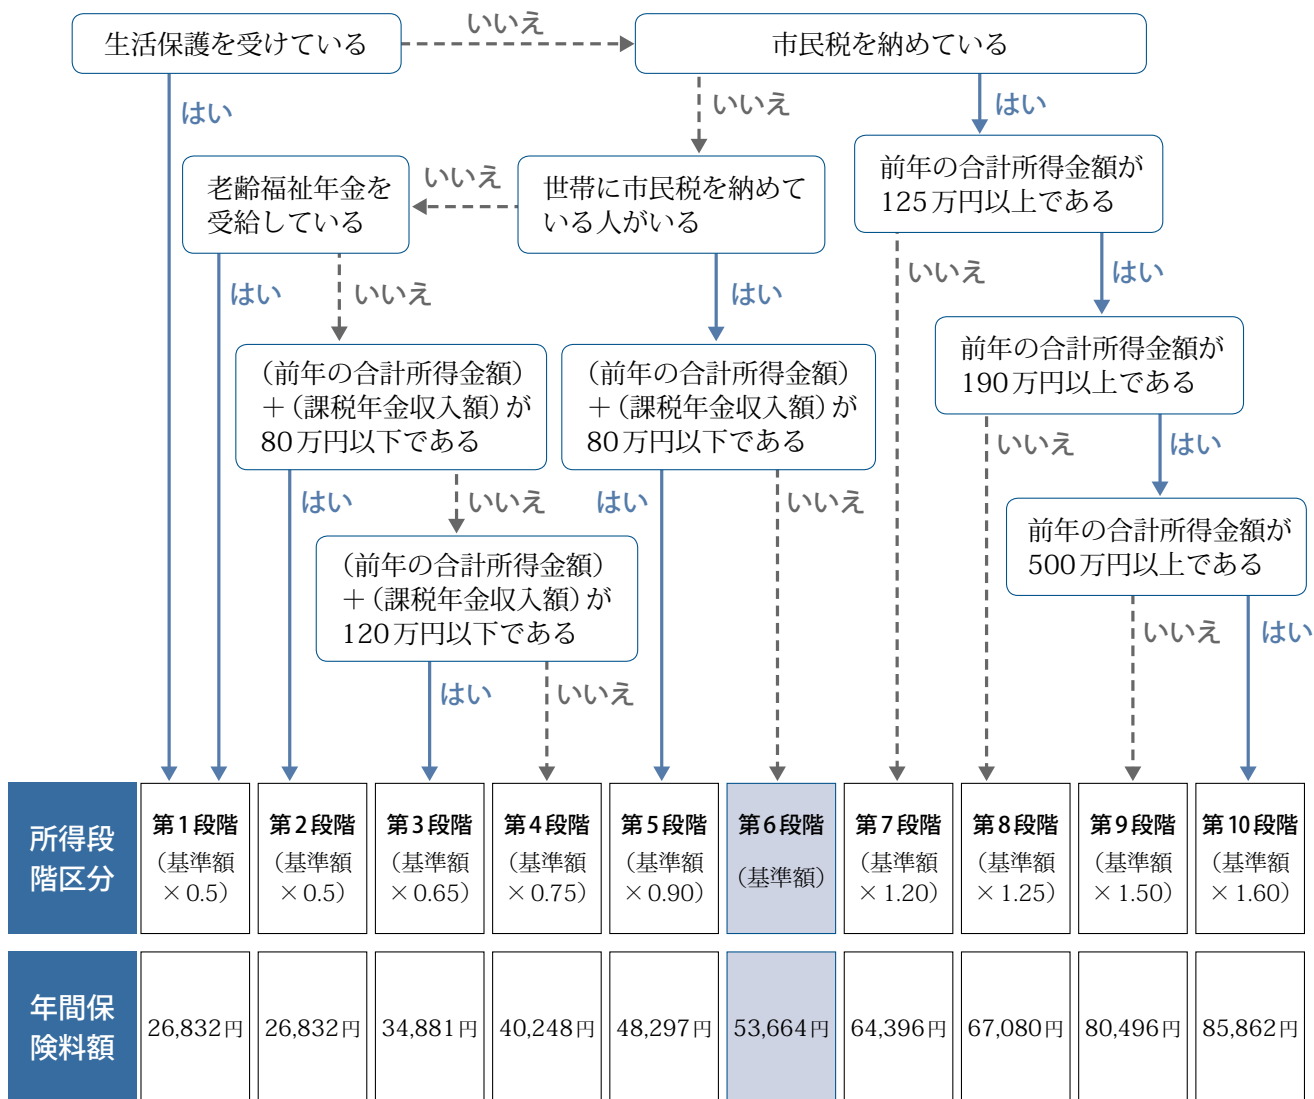 生活保護を受けている
いいえ
市民税を納めている
はい
いいえ
はい
老齢福祉年金を
受給している
いいえ
世帯に市民税を納めて
いる人がいる
前年の合計所得金額が
125万円以上である
はい
いいえ
はい
いいえ
はい
(前年の合計所得金額)
＋(課税年金収入額)が
80万円以下である
(前年の合計所得金額)
＋(課税年金収入額)が
80万円以下である
前年の合計所得金額が
190万円以上である
はい
いいえ
はい
いいえ
いいえ
はい
(前年の合計所得金額)
＋(課税年金収入額)が
120万円以下である
前年の合計所得金額が
500万円以上である
はい
いいえ
いいえ
はい
所得段
階区分
第1段階
(基準額
×0.5)
第2段階
(基準額
×0.5)
第3段階
(基準額
×0.65)
第4段階
(基準額
×0.75)
第5段階
(基準額
×0.90)
第6段階
(基準額)
第7段階
(基準額
×1.20)
第8段階
(基準額
×1.25)
第9段階
(基準額
×1.50)
第10段階
(基準額
×1.60)
年間保
険料額
26,832円
26,832円
34,881円
40,248円
48,297円
53,664円
64,396円
67,080円
80,496円
85,862円